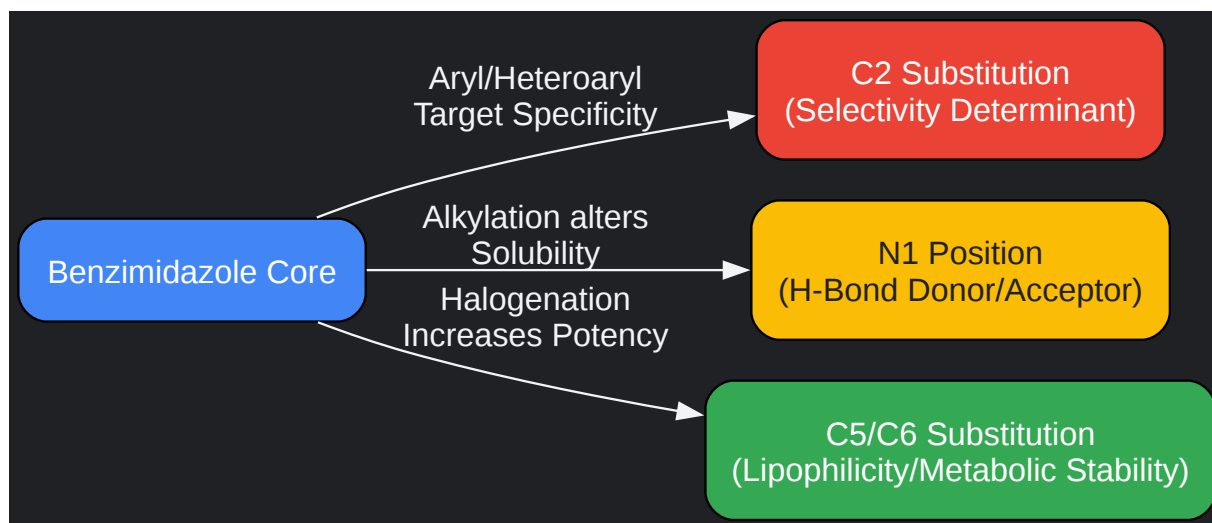 Aryl/Heteroaryl
Target Specificity
C2 Substitution
(Selectivity Determinant)
Benzimidazole Core
Alkylation alters
Solubility
N1 Position
(H-Bond Donor/Acceptor)
Halogenation
Increases Potency
C5/C6 Substitution
(Lipophilicity/Metabolic Stability)